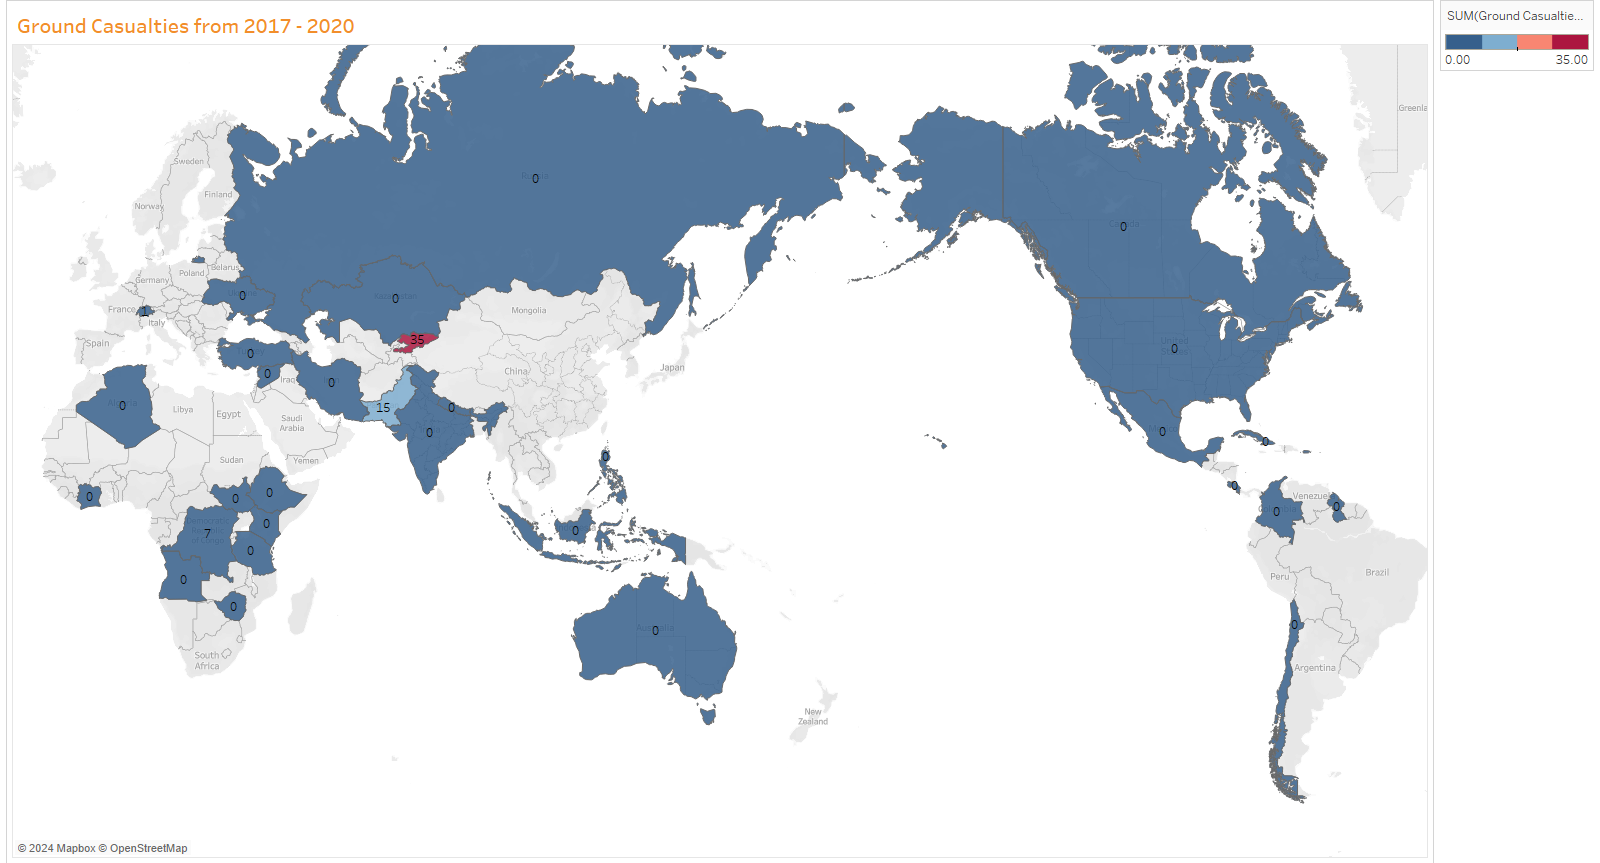 Ground Casualties from 2017 - 2020
SUM(Ground Casualtie...
0.00
35.00
Greenla
Sweden
Finland
Norway
0
0
Poland
Belarus
Germany
0
0
France
1
Italy
Mongolia
Spain
35
0
0
Japan
Iraq
0
0
China
0
Libya
Egypt
15
0
Saudi
Arabia
0
0
0
Sudan
Yemen
0
0
0
0
0
Venezuel
0
0
0
7
0
0
0
Peru
Brazil
0
0
0
0
South
Africa
Argentina
New
Zealand
© 2024 Mapbox © OpenStreetMap